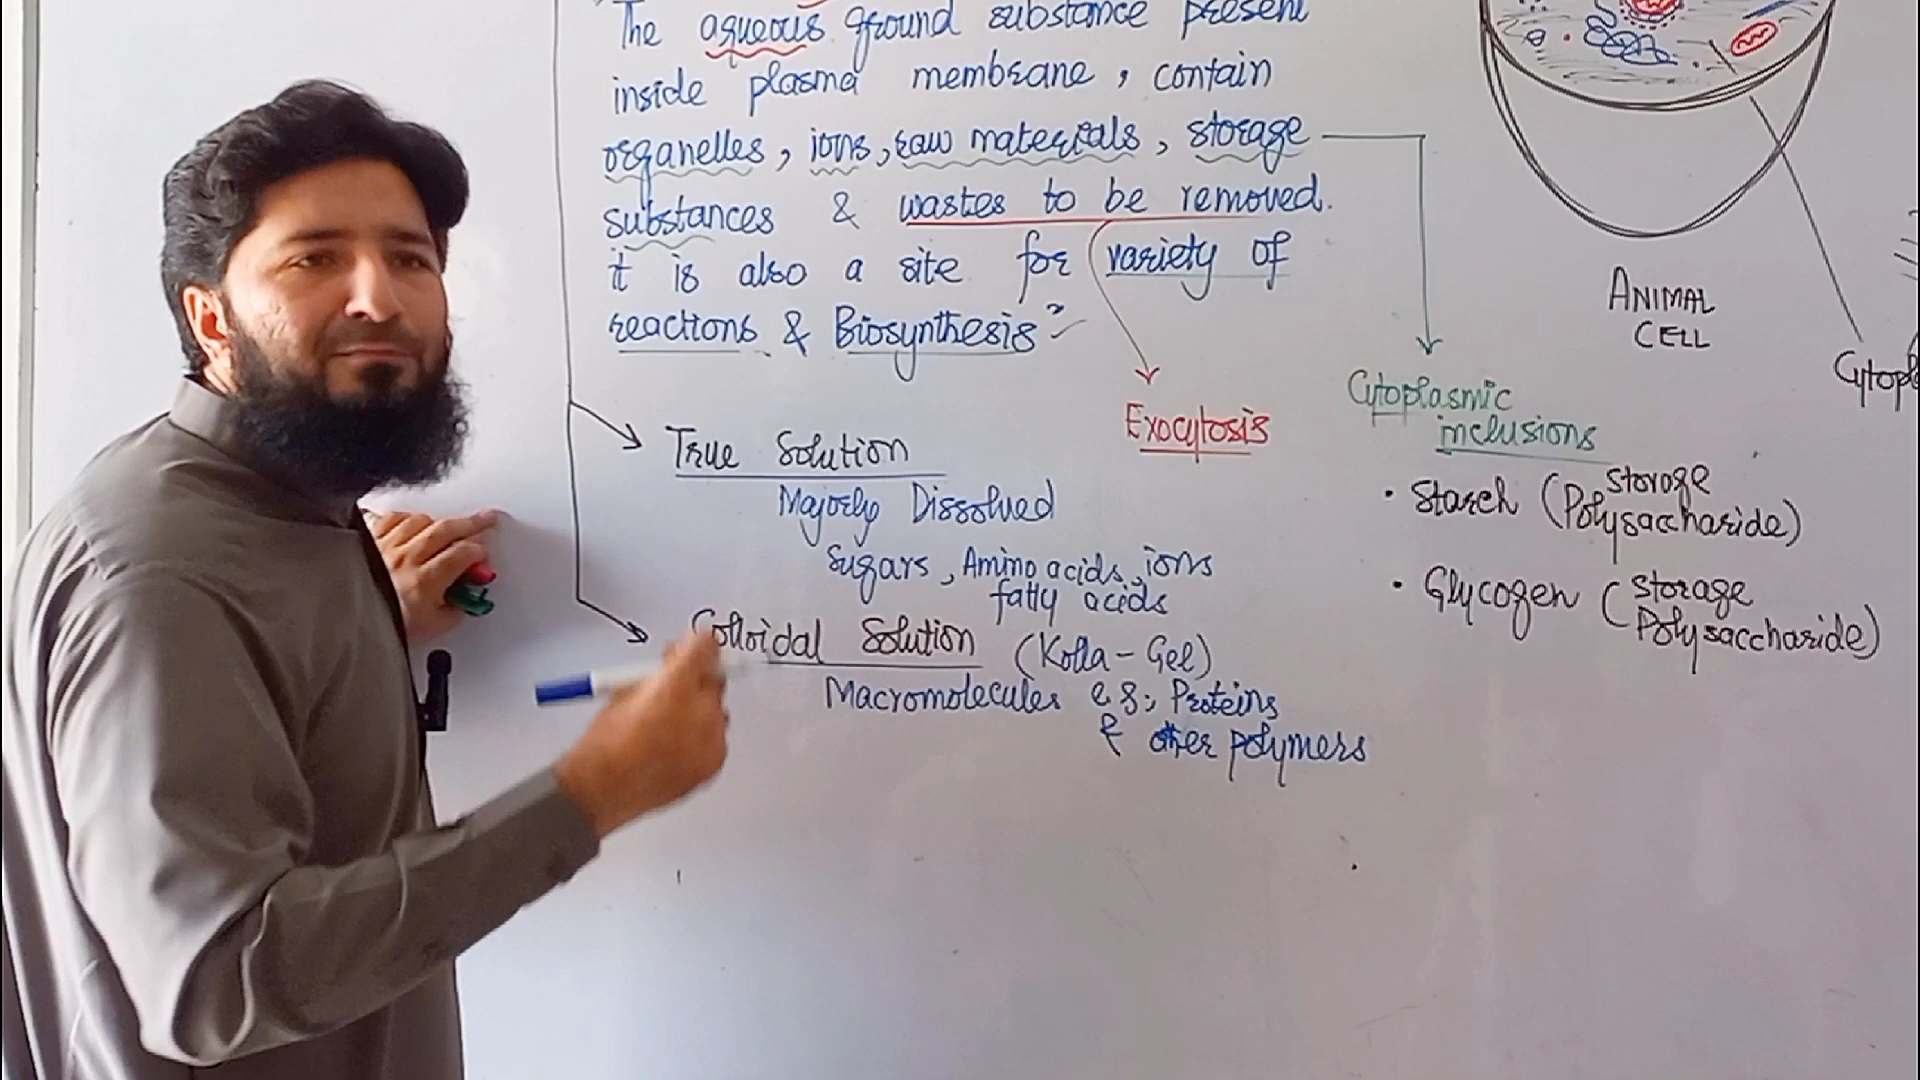 The aqueous ground substance present
inside plasma membrane, contain
organelles, ions, raw materials, storage
substances & wastes to be removed.
it is also a site for variety of
reactions & Biosynthesis"
Exocytosis
Cytoplasmic
inclusions
• Starch (storage
Polysaccharide)
• Glycogen (storage
Polysaccharide)
True Solution
Majorly Dissolved
Sugars, Amino acids, ions
fatty acids
Colloidal Solution (Kolla-Gel)
Macromolecules e.g; Proteins
& other polymers
ANIMAL
CELL
Cytopl